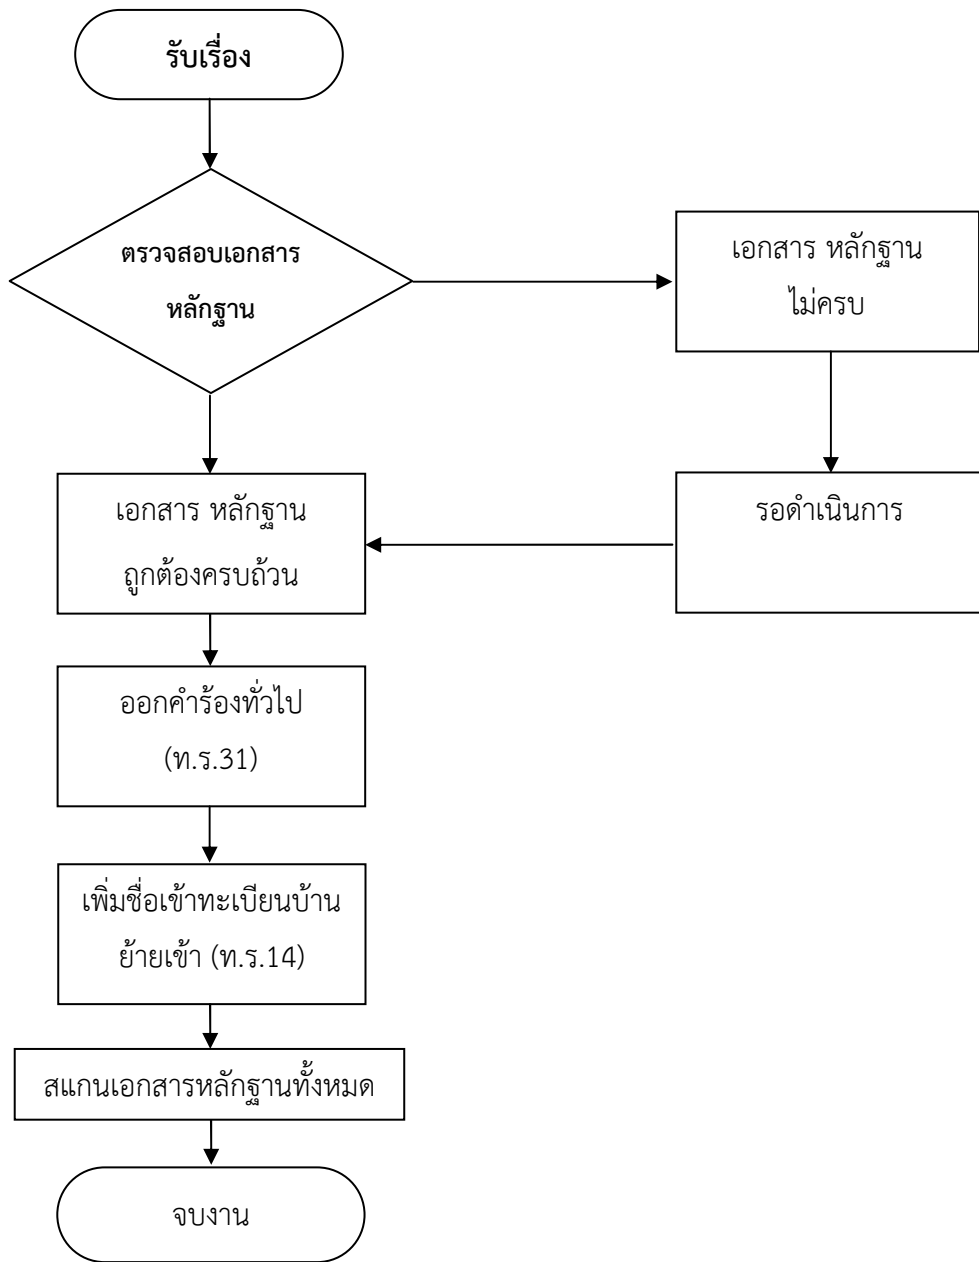 รับเรื่อง
ตรวจสอบเอกสาร
หลักฐาน
เอกสาร หลักฐาน
ไม่ครบ
รอดำเนินการ
เอกสาร หลักฐาน
ถูกต้องครบถ้วน
ออกคำร้องทั่วไป
(ท.ร.31)
เพิ่มชื่อเข้าทะเบียนบ้าน
ย้ายเข้า (ท.ร.14)
สแกนเอกสารหลักฐานทั้งหมด
จบงาน